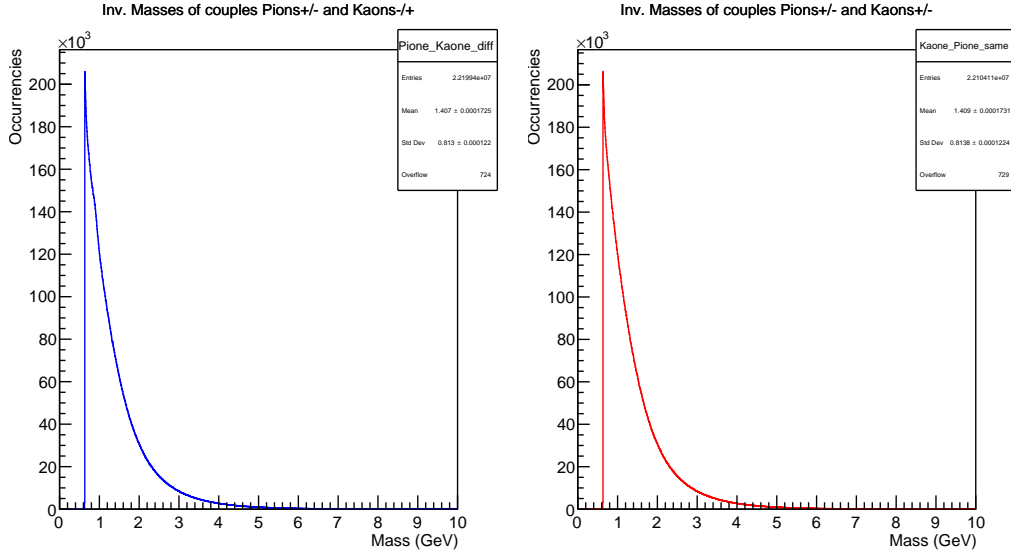 Inv. Masses of couples Pions+/- and Kaons-/+
×10³
Occurrencies
200
180
160
140
120
100
80
60
40
20
0
0 1 2 3 4 5 6 7 8 9 10
Mass (GeV)
Pione_Kaone_diff
Entries 2.21994e+07
Mean 1.407 ± 0.0001725
Std Dev 0.813 ± 0.000122
Overflow 724
Inv. Masses of couples Pions+/- and Kaons+/-
×10³
Occurrencies
200
180
160
140
120
100
80
60
40
20
0
0 1 2 3 4 5 6 7 8 9 10
Mass (GeV)
Kaone_Pione_same
Entries 2.210411e+07
Mean 1.409 ± 0.0001731
Std Dev 0.8138 ± 0.0001224
Overflow 729